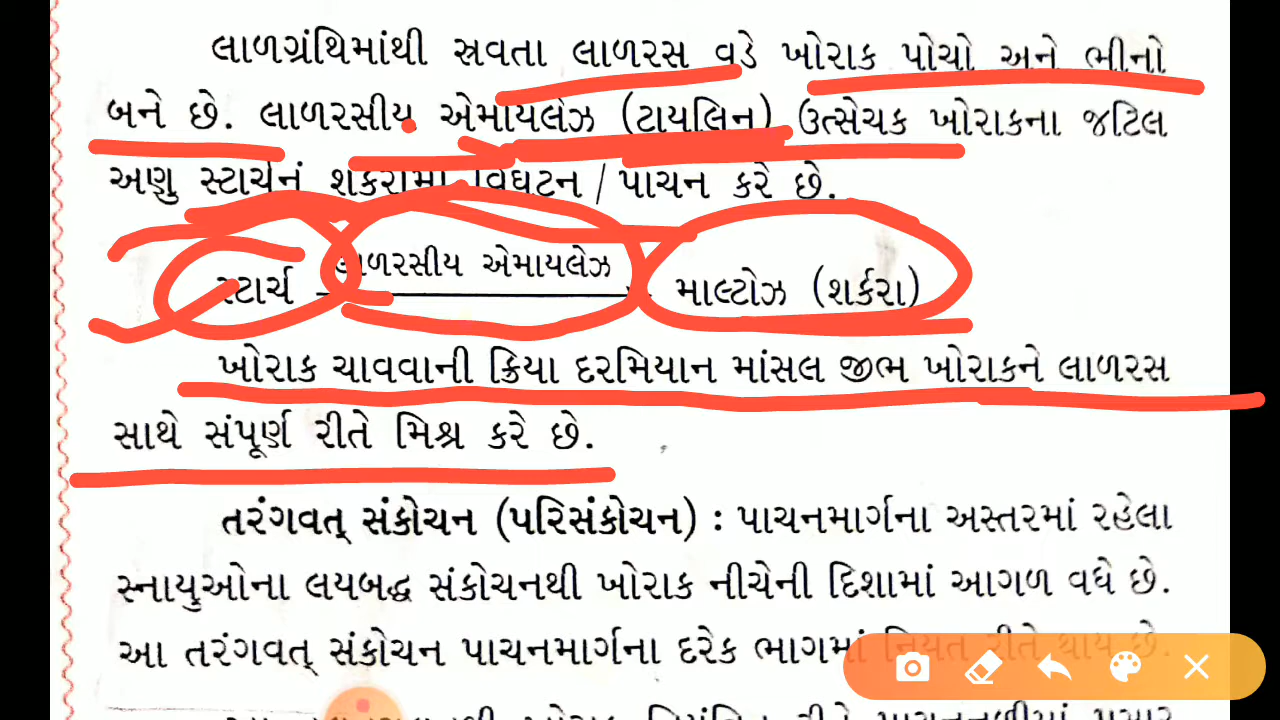 લાળગ્રંથિમાંથી સ્રવતા લાળરસ વડે ખોરાક પોચો અને ભીનો
બને છે. લાળરસીય એમાયલેઝ (ટાયલિન) ઉત્સેચક ખોરાકના જટિલ
અણુ સ્ટાર્ચનું શર્કરામાં વિઘટન / પાચન કરે છે.
લાળરસીય એમાયલેઝ
સ્ટાર્ચ માલ્ટોઝ (શર્કરા)
ખોરાક ચાવવાની ક્રિયા દરમિયાન માંસલ જીભ ખોરાકને લાળરસ
સાથે સંપૂર્ણ રીતે મિશ્ર કરે છે.
તરંગવત્ સંકોચન (પરિસંકોચન) : પાચનમાર્ગના અસ્તરમાં રહેલા
સ્નાયુઓના લયબદ્ધ સંકોચનથી ખોરાક નીચેની દિશામાં આગળ વધે છે.
આ તરંગવત્ સંકોચન પાચનમાર્ગના દરેક ભાગમાં નિયત રીતે થાય છે.